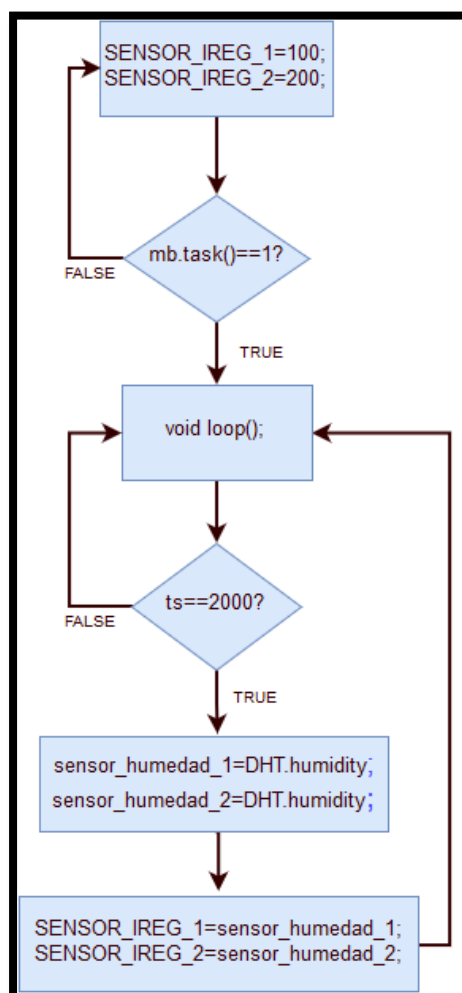 SENSOR_IREG_1=100;
SENSOR_IREG_2=200;
mb.task()==1?
FALSE
TRUE
void loop();
ts==2000?
FALSE
TRUE
sensor_humedad_1=DHT.humidity;
sensor_humedad_2=DHT.humidity;
SENSOR_IREG_1=sensor_humedad_1;
SENSOR_IREG_2=sensor_humedad_2;